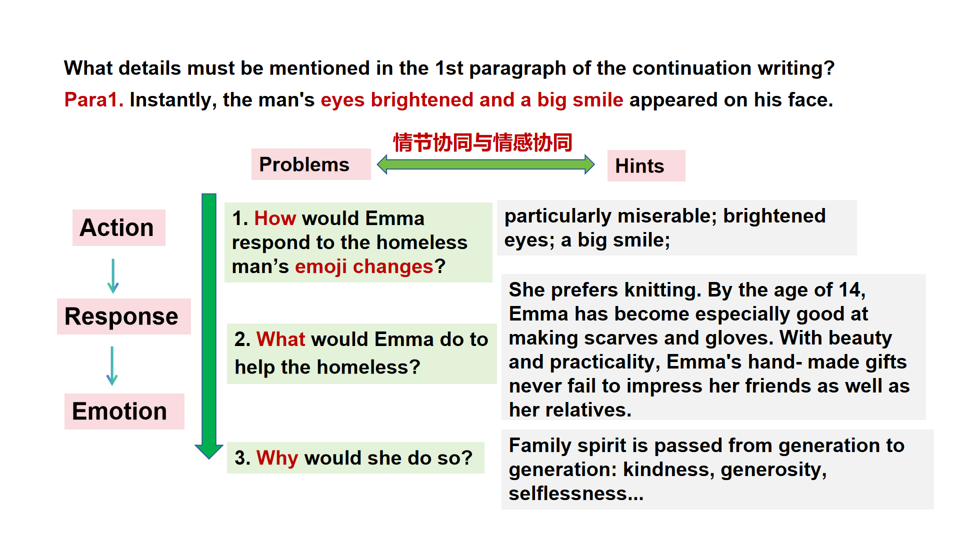 What details must be mentioned in the 1st paragraph of the continuation writing?
Para1. Instantly, the man's eyes brightened and a big smile appeared on his face.
情节协同与情感协同
Problems
Hints
Action
Response
Emotion
1. How would Emma
respond to the homeless
man’s emoji changes?
particularly miserable; brightened
eyes; a big smile;
2. What would Emma do to
help the homeless?
She prefers knitting. By the age of 14,
Emma has become especially good at
making scarves and gloves. With beauty
and practicality, Emma's hand- made gifts
never fail to impress her friends as well as
her relatives.
3. Why would she do so?
Family spirit is passed from generation to
generation: kindness, generosity,
selflessness...